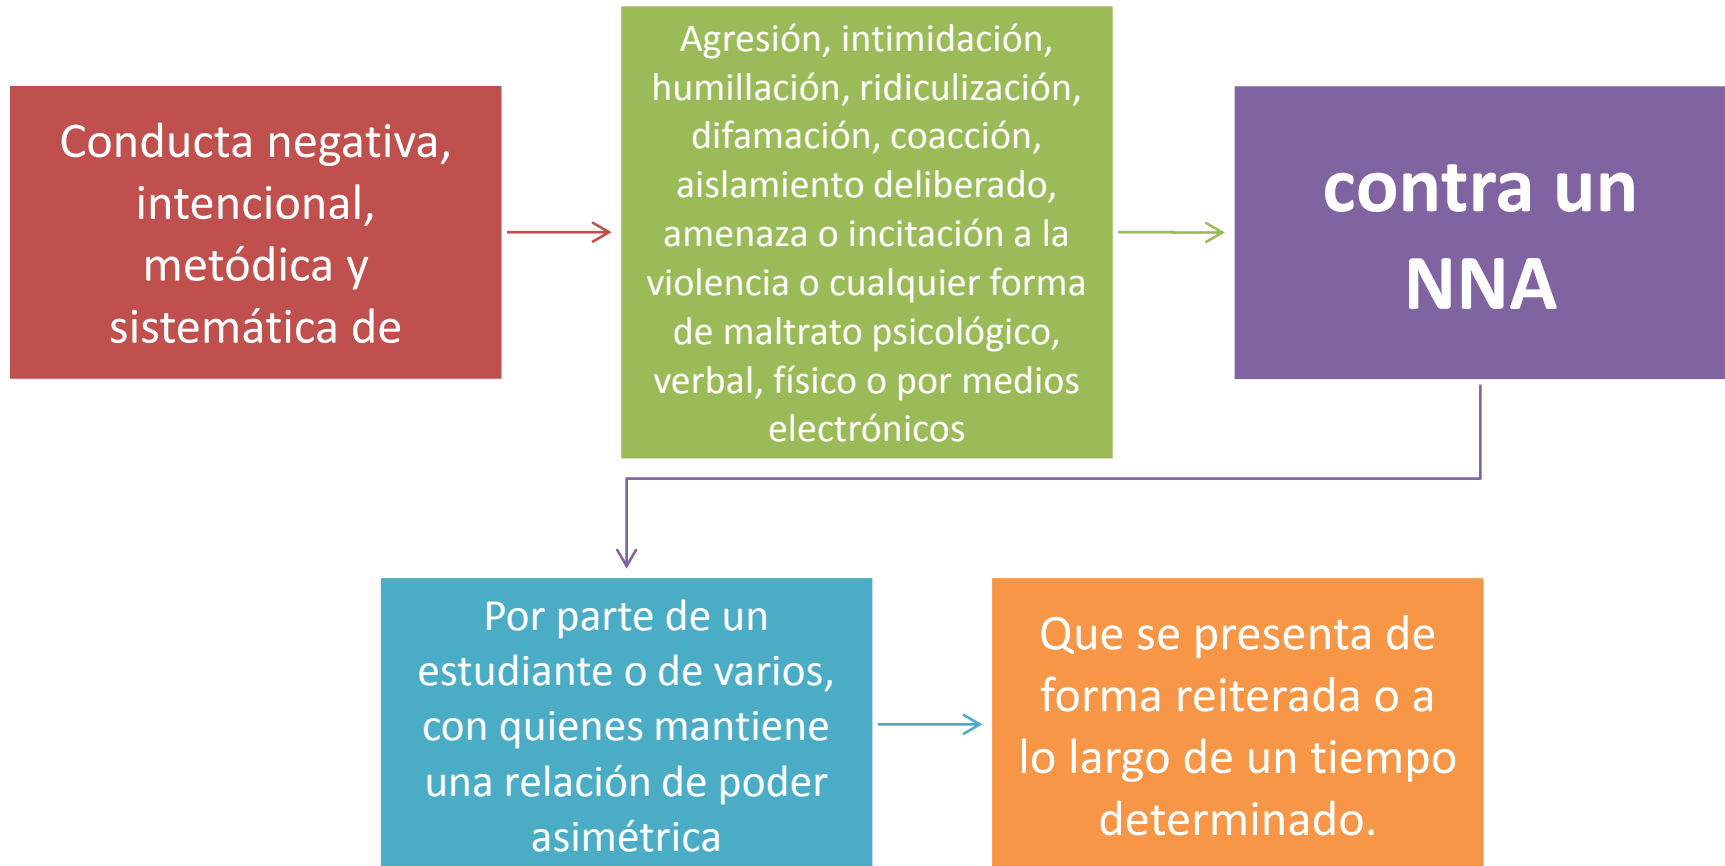 Conducta negativa,
intencional,
metódica y
sistemática de
Agresión, intimidación,
humillación, ridiculización,
difamación, coacción,
aislamiento deliberado,
amenaza o incitación a la
violencia o cualquier forma
de maltrato psicológico,
verbal, físico o por medios
electrónicos
contra un
NNA
Por parte de un
estudiante o de varios,
con quienes mantiene
una relación de poder
asimétrica
Que se presenta de
forma reiterada o a
lo largo de un tiempo
determinado.